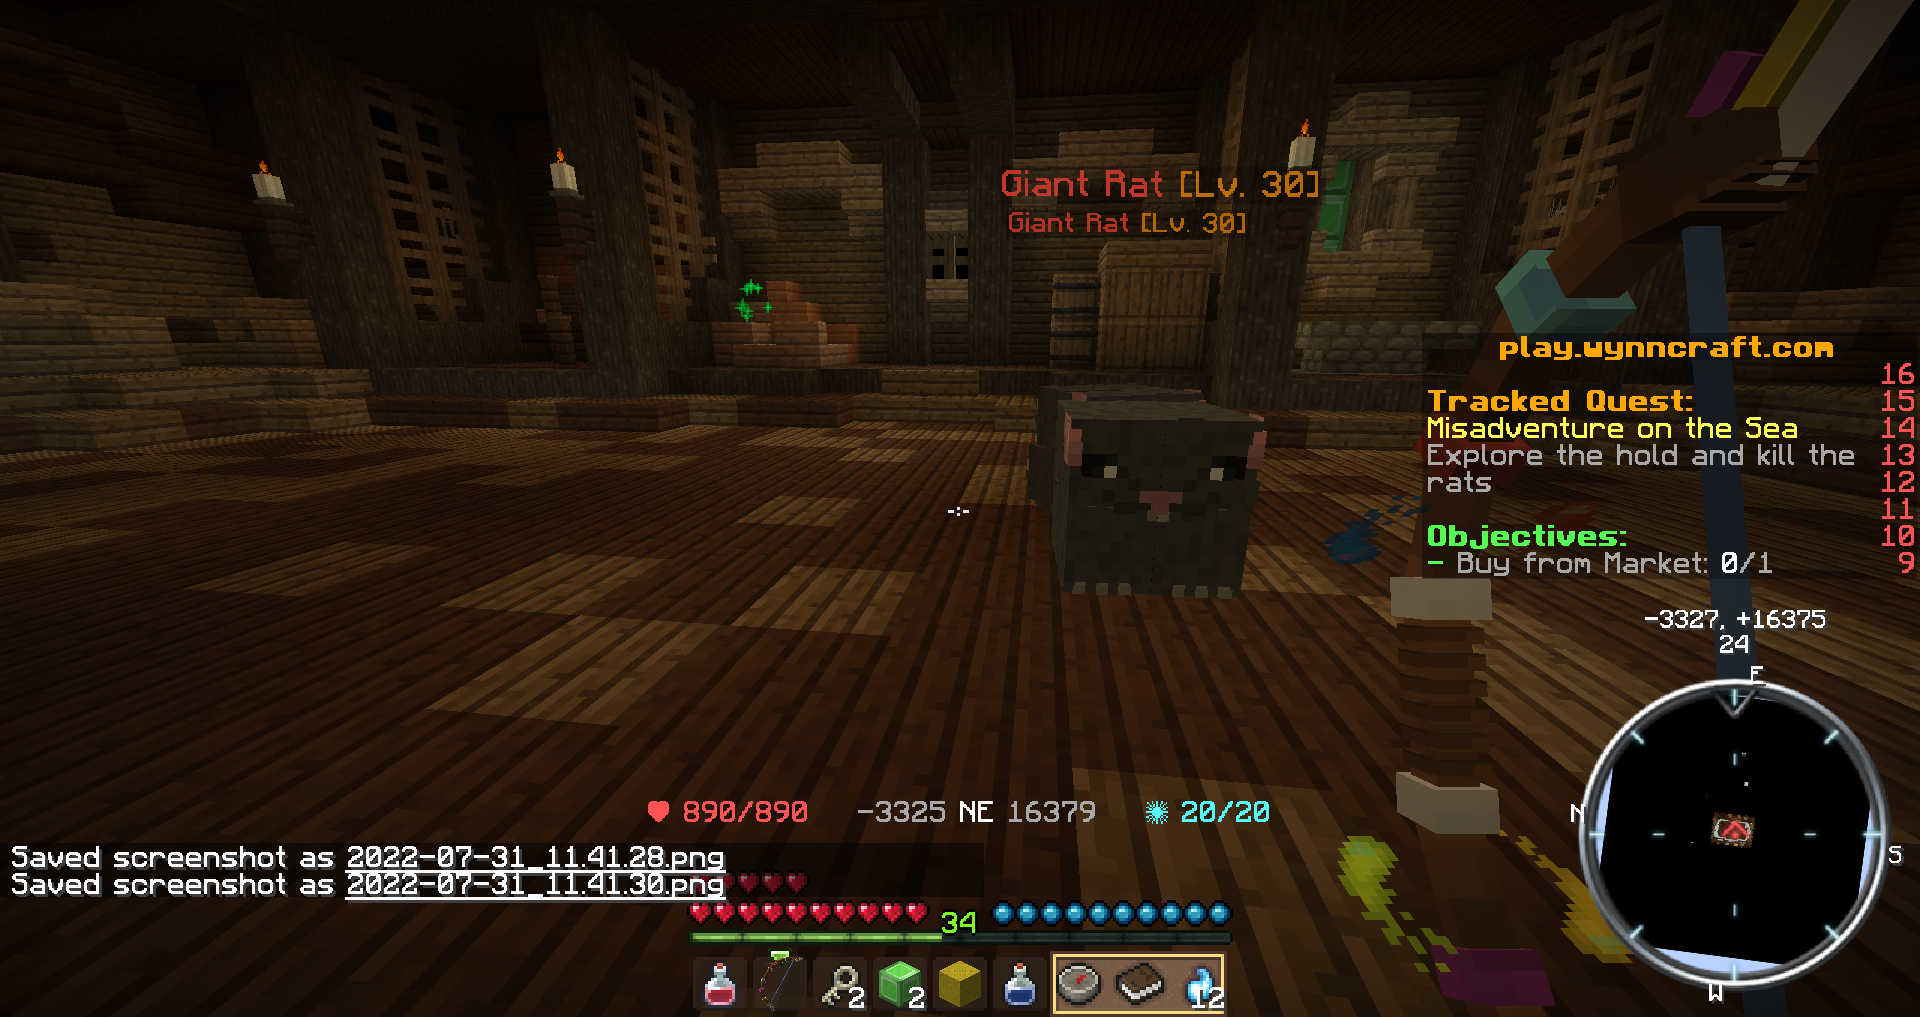 Giant Rat [Lv. 30]
Giant Rat [Lv. 30]
play.wynncraft.com
16
Tracked Quest: 15
Misadventure on the Sea 14
Explore the hold and kill the 13
rats 12
11
Objectives: 10
- Buy from Market: 0/1 9
-3327, +16375
24
E
N
S
W
890/890 -3325 NE 16379 20/20
Saved screenshot as 2022-07-31_11.41.28.png
Saved screenshot as 2022-07-31_11.41.30.png
34
2 2 12